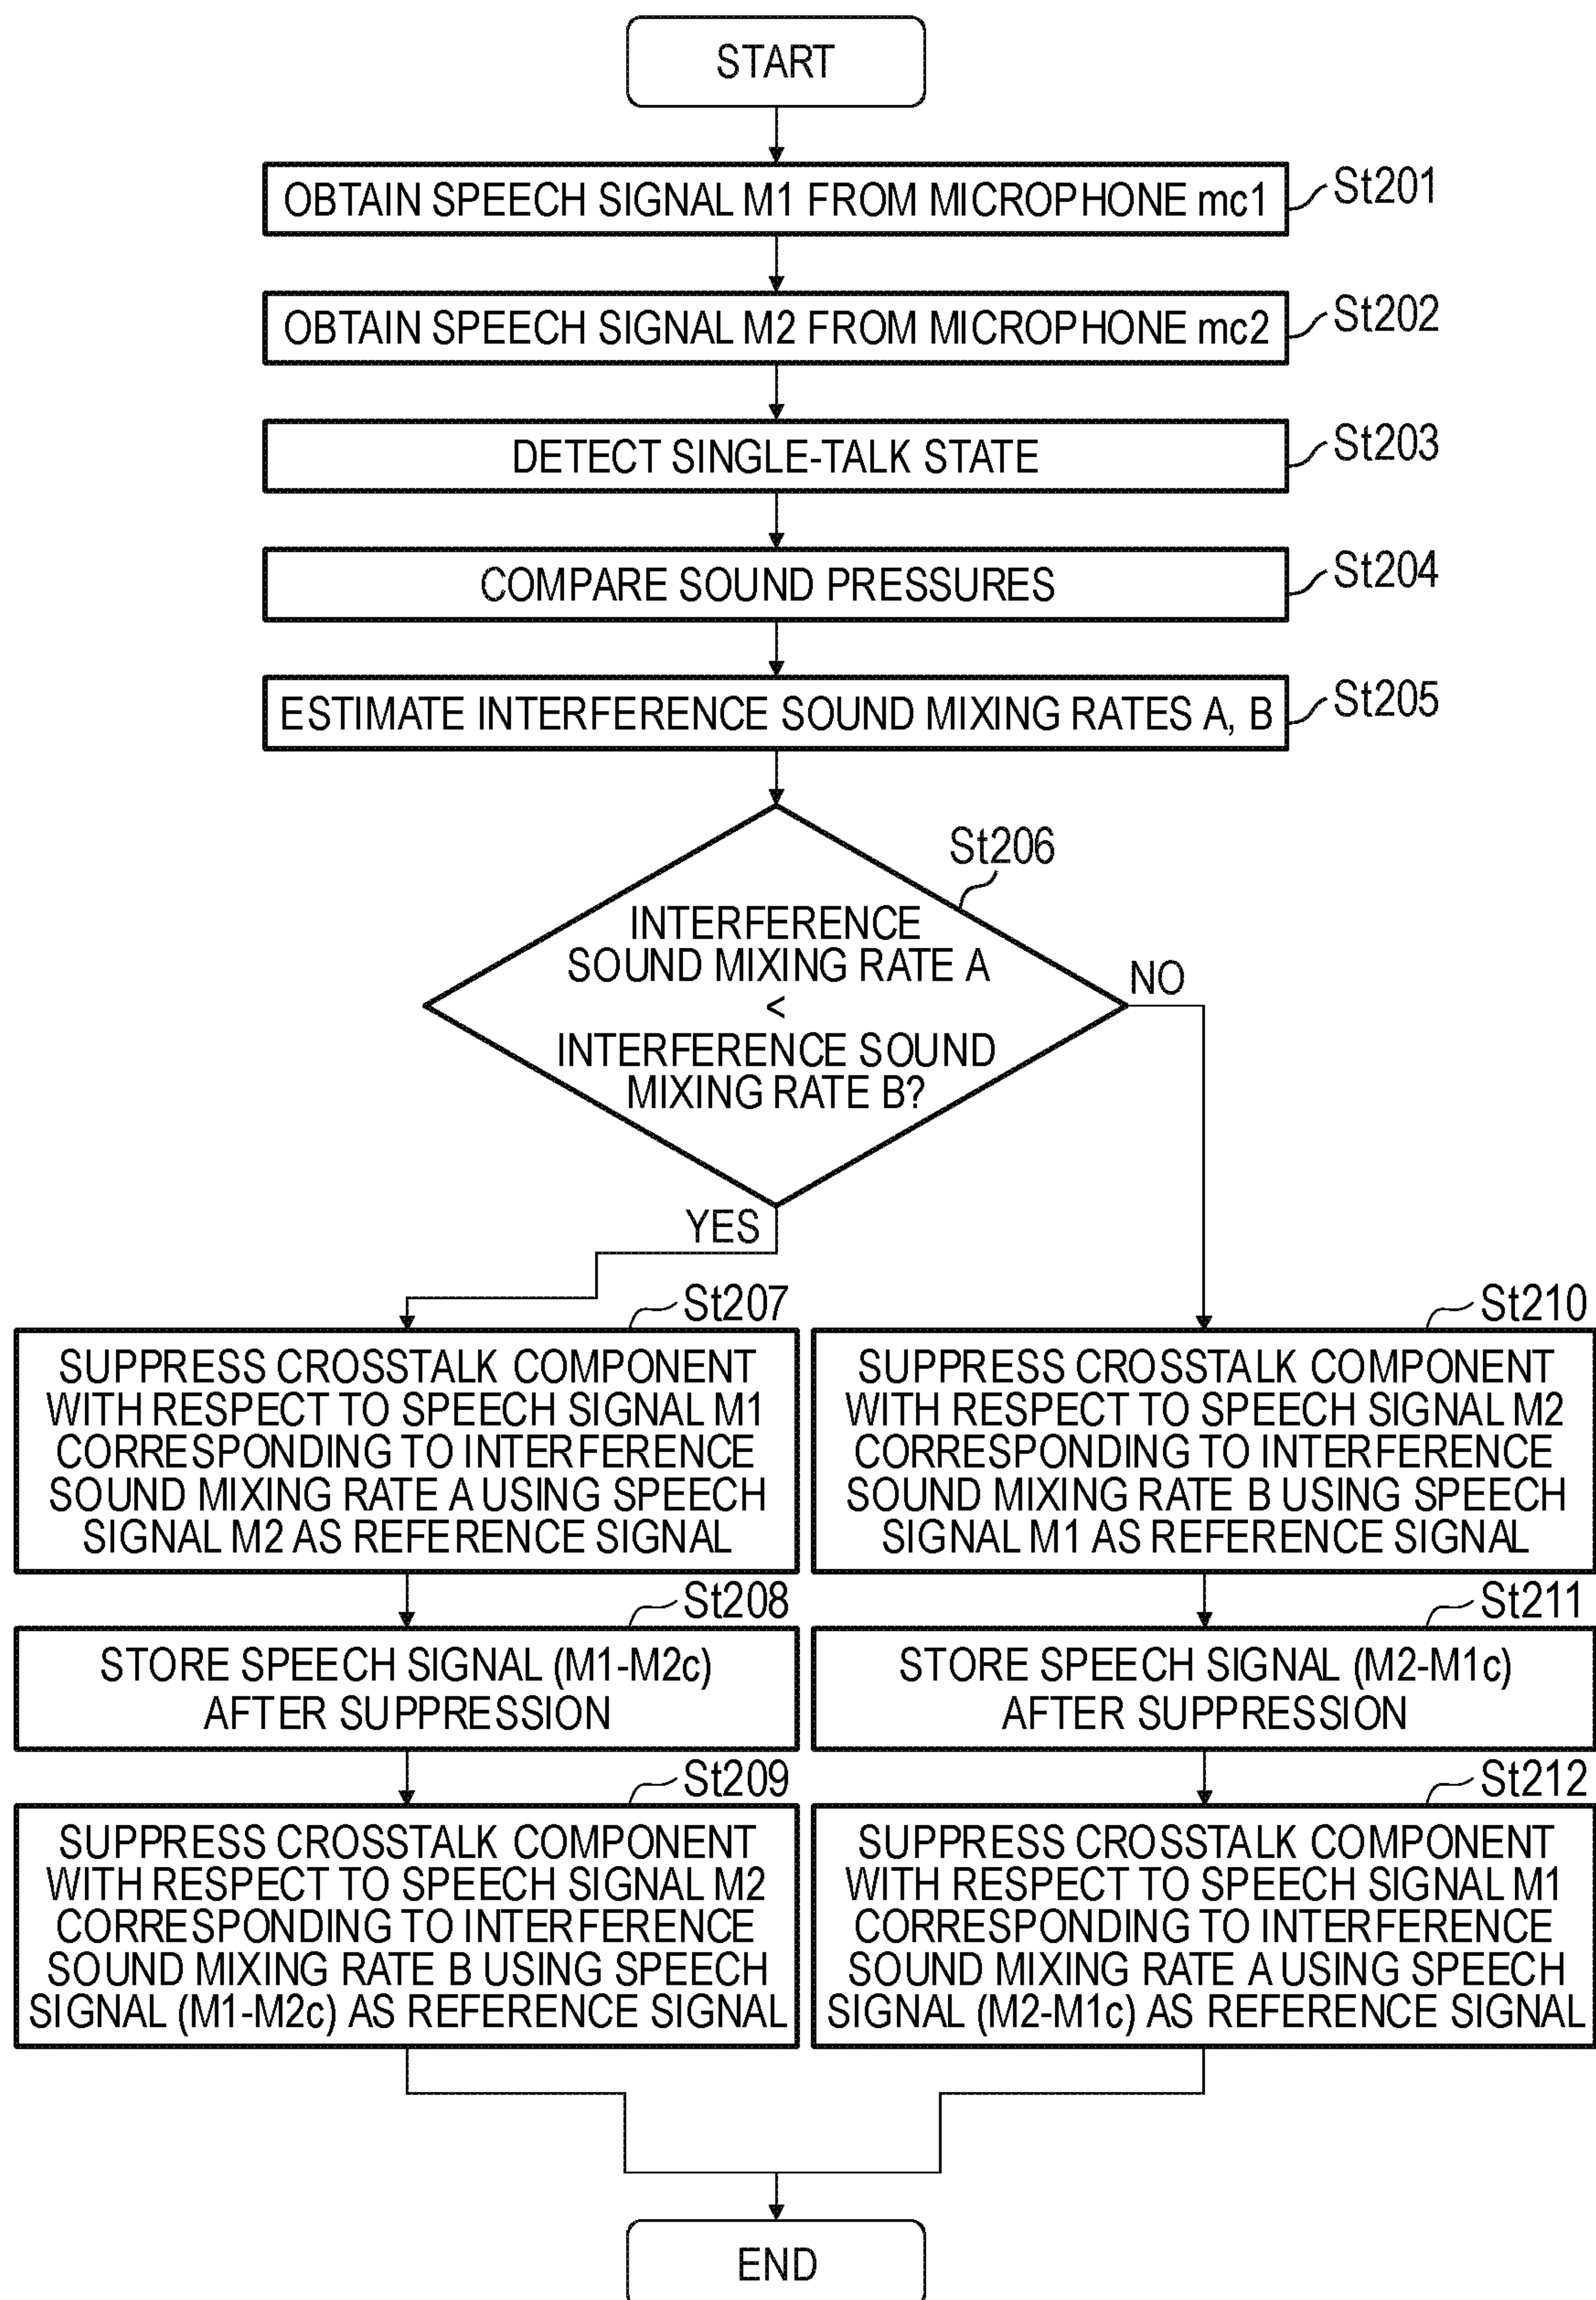 START
OBTAIN SPEECH SIGNAL M1 FROM MICROPHONE mc1
St201
OBTAIN SPEECH SIGNAL M2 FROM MICROPHONE mc2
St202
DETECT SINGLE-TALK STATE
St203
COMPARE SOUND PRESSURES
St204
ESTIMATE INTERFERENCE SOUND MIXING RATES A, B
St205
St206
INTERFERENCE
SOUND MIXING RATE A
<
INTERFERENCE SOUND
MIXING RATE B?
NO
YES
St207
SUPPRESS CROSSTALK COMPONENT
WITH RESPECT TO SPEECH SIGNAL M1
CORRESPONDING TO INTERFERENCE
SOUND MIXING RATE A USING SPEECH
SIGNAL M2 AS REFERENCE SIGNAL
St208
STORE SPEECH SIGNAL (M1-M2c)
AFTER SUPPRESSION
St209
SUPPRESS CROSSTALK COMPONENT
WITH RESPECT TO SPEECH SIGNAL M2
CORRESPONDING TO INTERFERENCE
SOUND MIXING RATE B USING SPEECH
SIGNAL (M1-M2c) AS REFERENCE SIGNAL
St210
SUPPRESS CROSSTALK COMPONENT
WITH RESPECT TO SPEECH SIGNAL M2
CORRESPONDING TO INTERFERENCE
SOUND MIXING RATE B USING SPEECH
SIGNAL M1 AS REFERENCE SIGNAL
St211
STORE SPEECH SIGNAL (M2-M1c)
AFTER SUPPRESSION
St212
SUPPRESS CROSSTALK COMPONENT
WITH RESPECT TO SPEECH SIGNAL M1
CORRESPONDING TO INTERFERENCE
SOUND MIXING RATE A USING SPEECH
SIGNAL (M2-M1c) AS REFERENCE SIGNAL
END